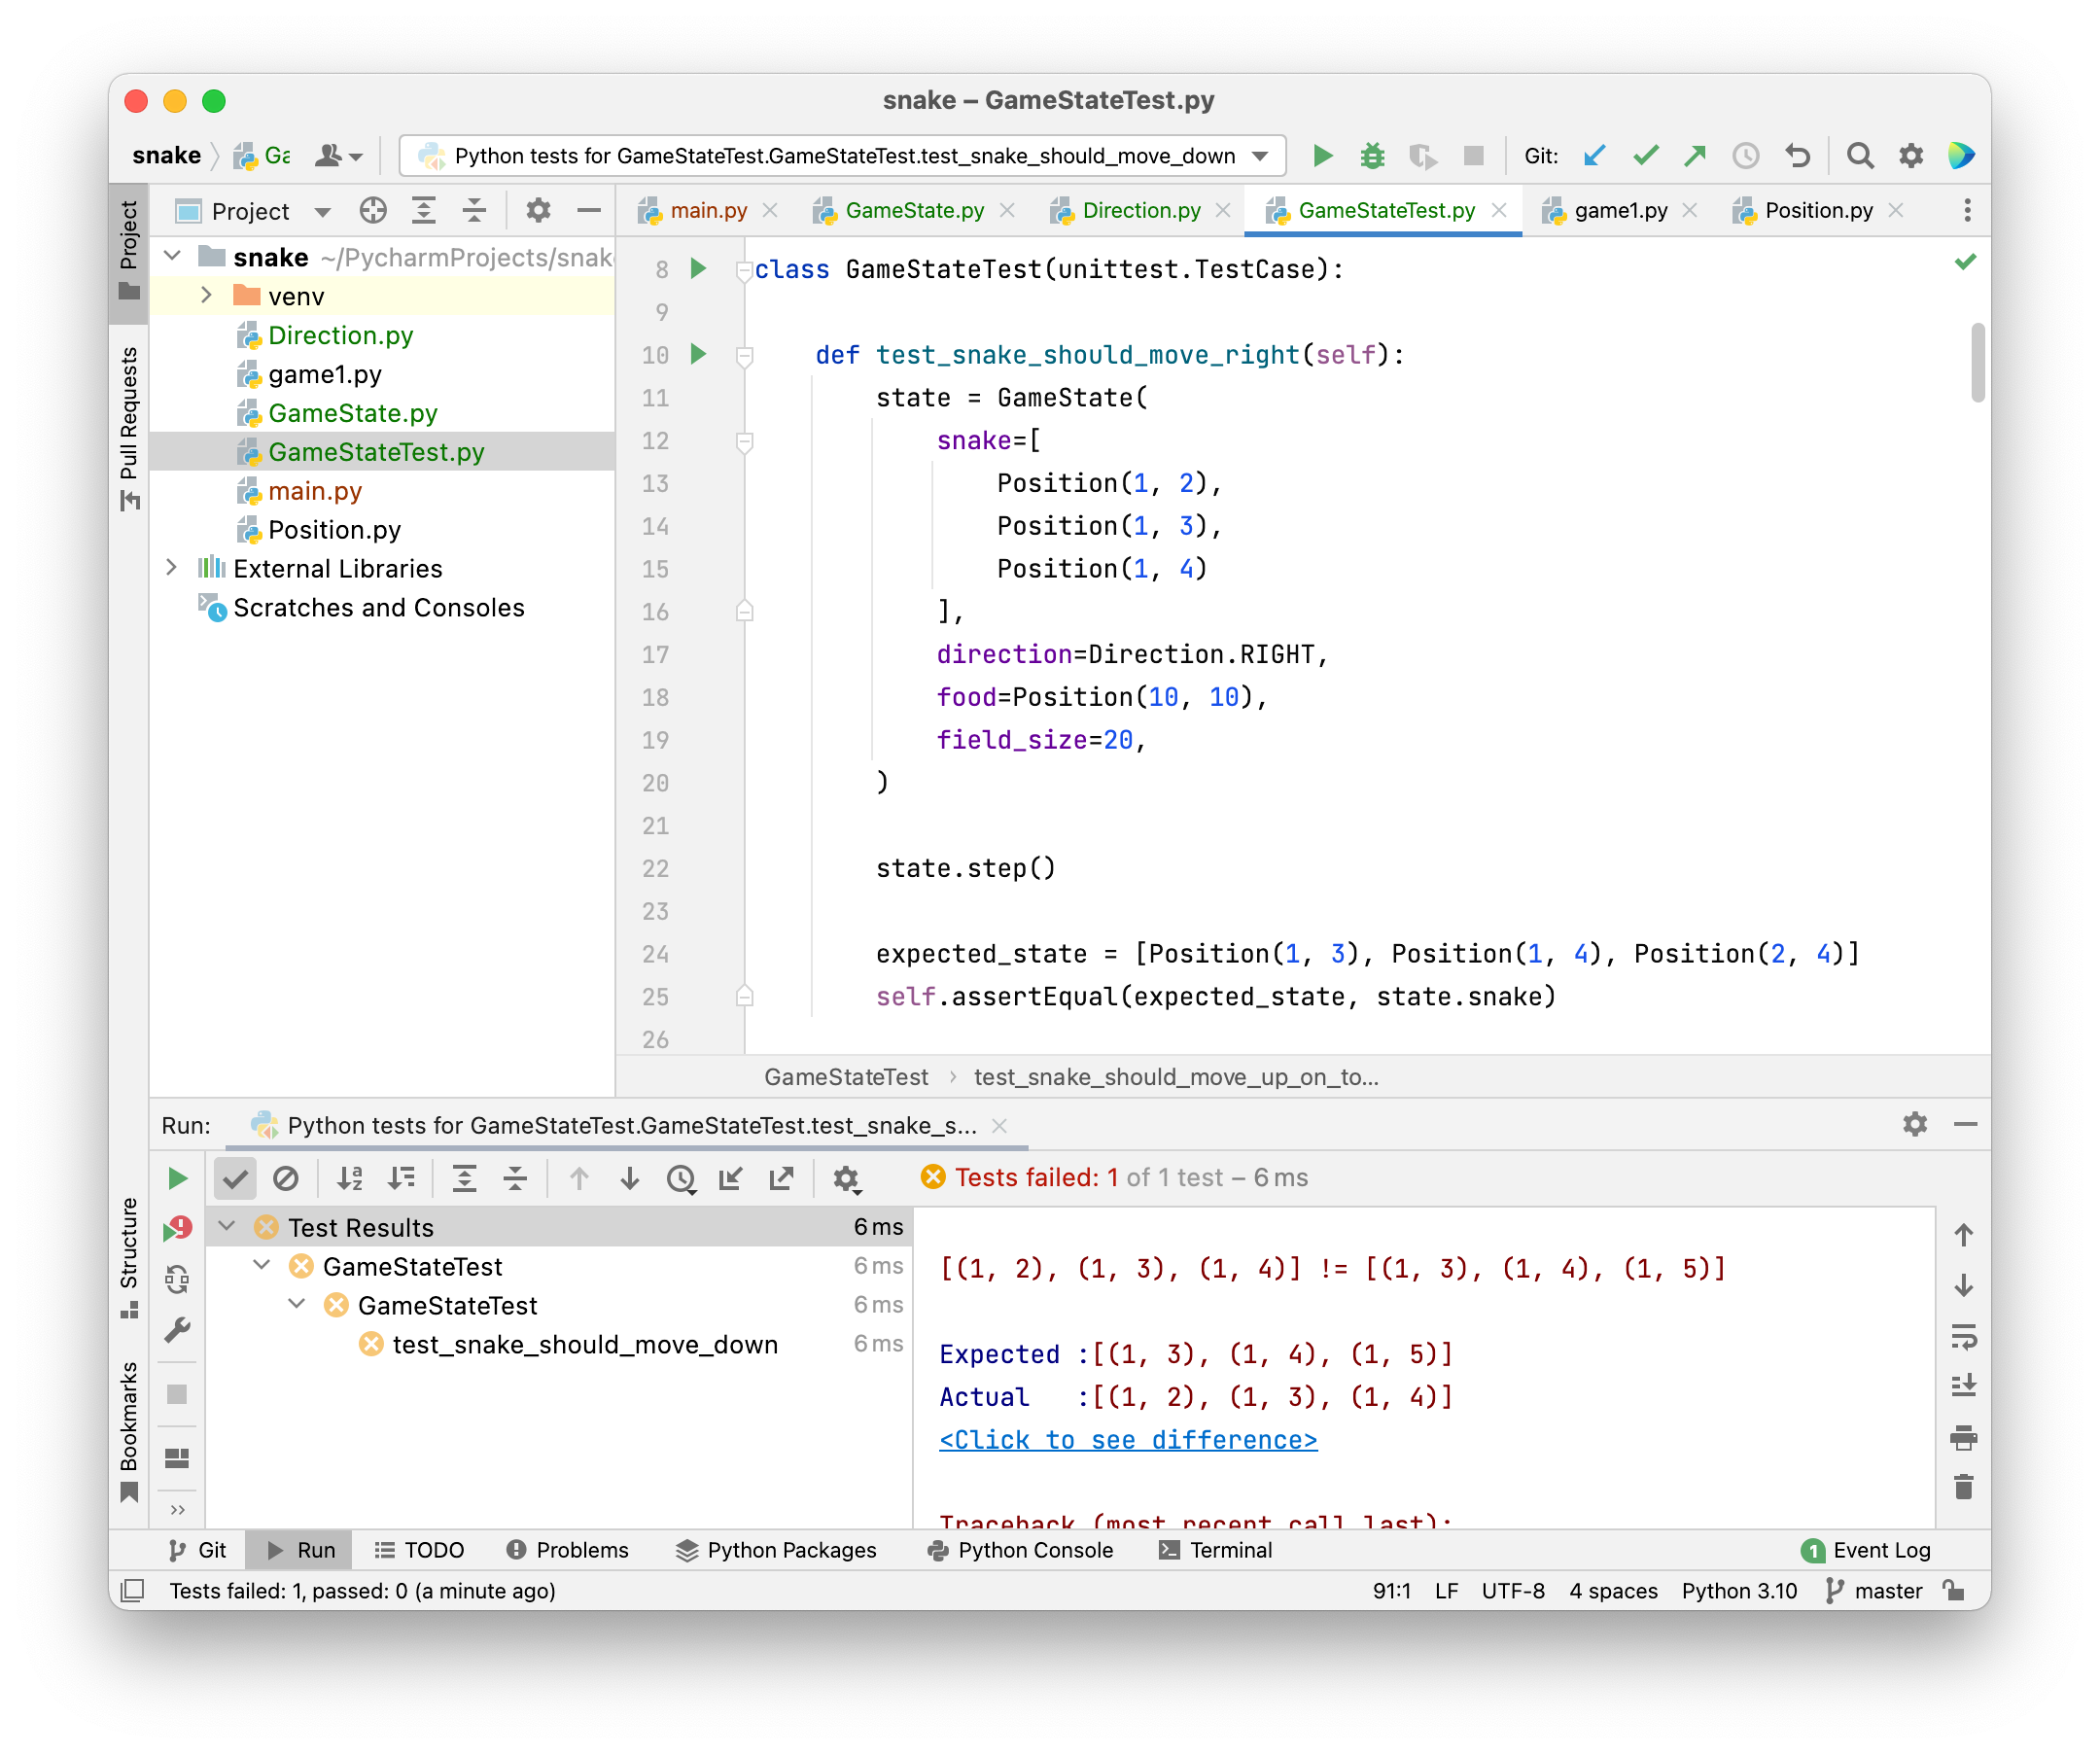 snake – GameStateTest.py
snake Ga Python tests for GameStateTest.GameStateTest.test_snake_should_move_down Git:
Project main.py GameState.py Direction.py GameStateTest.py game1.py Position.py
Project
Pull Requests
Structure
Bookmarks
snake ~/PycharmProjects/snak
venv
Direction.py
game1.py
GameState.py
GameStateTest.py
main.py
Position.py
External Libraries
Scratches and Consoles
8 class GameStateTest(unittest.TestCase):
9
10 def test_snake_should_move_right(self):
11 state = GameState(
12 snake=[
13 Position(1, 2),
14 Position(1, 3),
15 Position(1, 4)
16 ],
17 direction=Direction.RIGHT,
18 food=Position(10, 10),
19 field_size=20,
20 )
21
22 state.step()
23
24 expected_state = [Position(1, 3), Position(1, 4), Position(2, 4)]
25 self.assertEqual(expected_state, state.snake)
26
GameStateTest › test_snake_should_move_up_on_to...
Run: Python tests for GameStateTest.GameStateTest.test_snake_s...
Tests failed: 1 of 1 test – 6 ms
Test Results 6 ms
GameStateTest 6 ms
GameStateTest 6 ms
test_snake_should_move_down 6 ms
[(1, 2), (1, 3), (1, 4)] != [(1, 3), (1, 4), (1, 5)]
Expected :[(1, 3), (1, 4), (1, 5)]
Actual :[(1, 2), (1, 3), (1, 4)]
<Click to see difference>
Traceback (most recent call last):
Git Run TODO Problems Python Packages Python Console Terminal 1 Event Log
Tests failed: 1, passed: 0 (a minute ago) 91:1 LF UTF-8 4 spaces Python 3.10 master